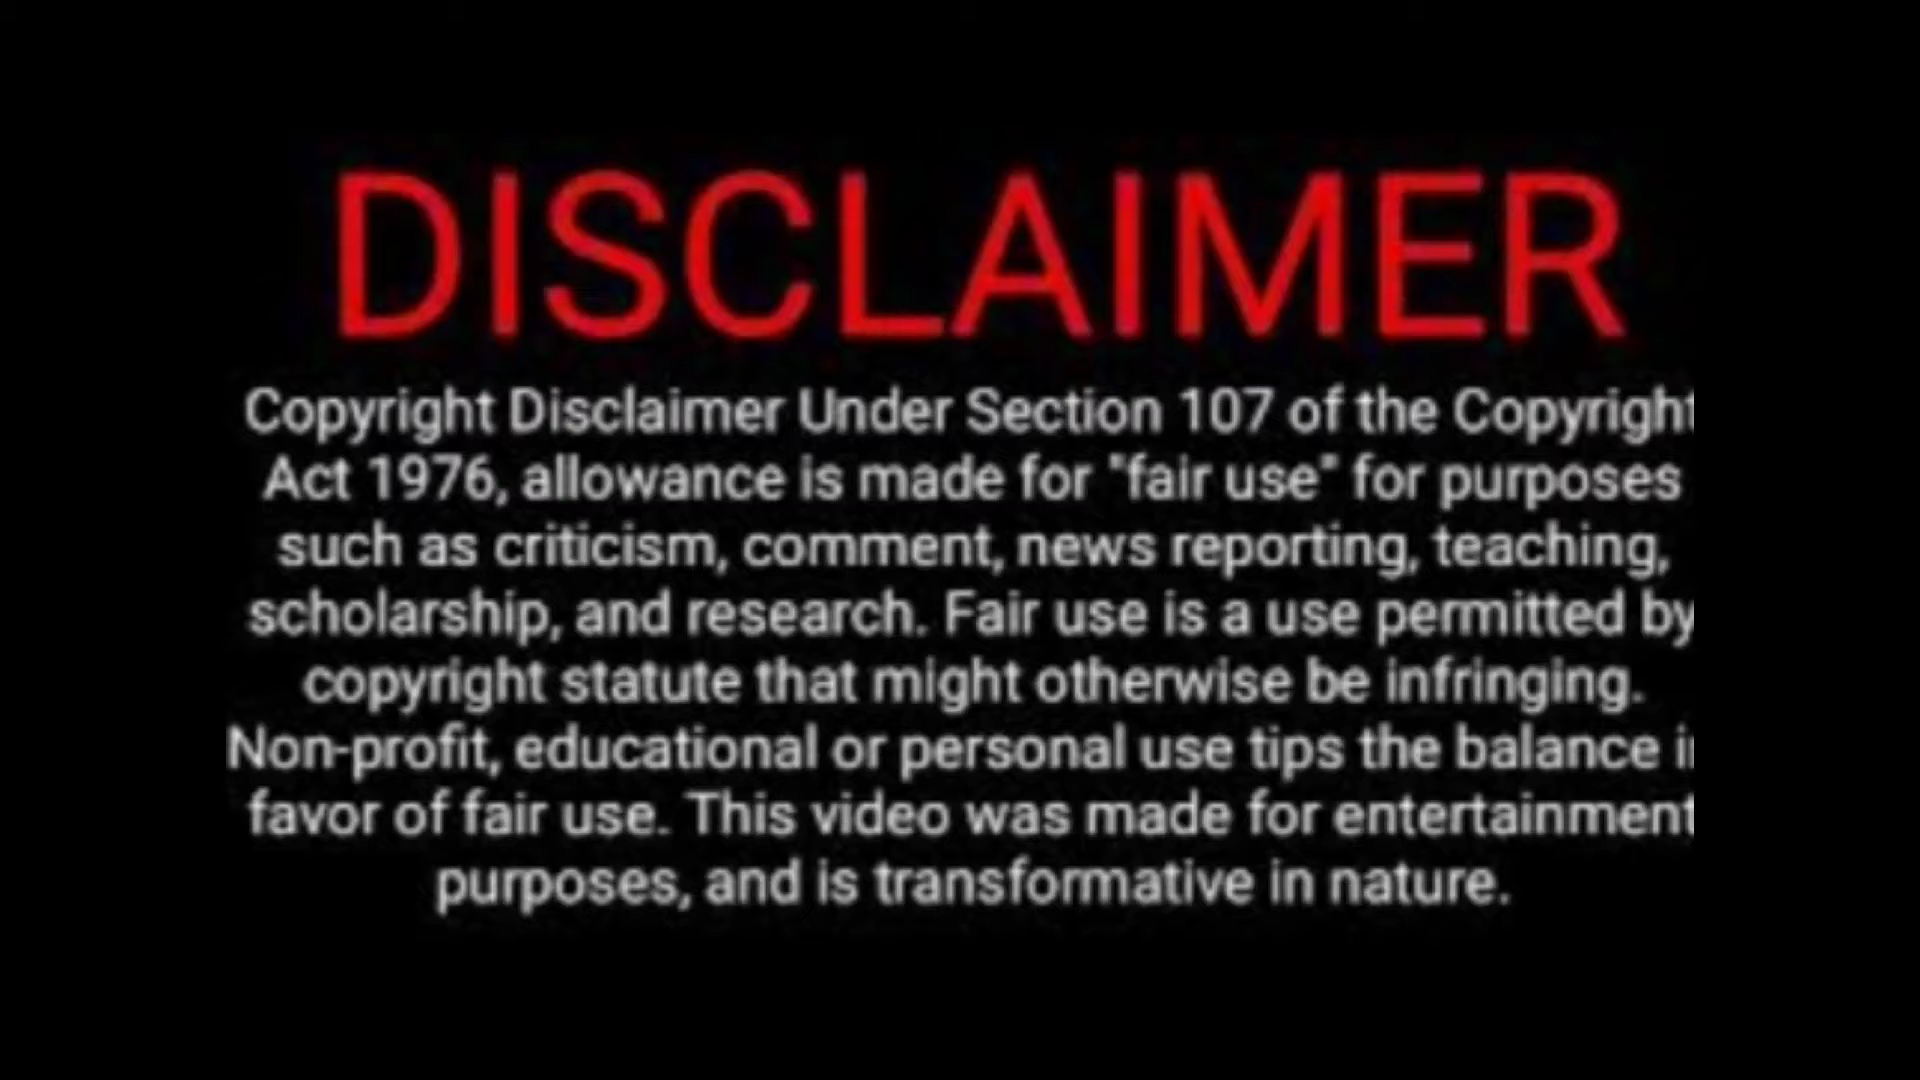 DISCLAIMER
Copyright Disclaimer Under Section 107 of the Copyright
Act 1976, allowance is made for "fair use" for purposes
such as criticism, comment, news reporting, teaching,
scholarship, and research. Fair use is a use permitted by
copyright statute that might otherwise be infringing.
Non-profit, educational or personal use tips the balance i
favor of fair use. This video was made for entertainment
purposes, and is transformative in nature.